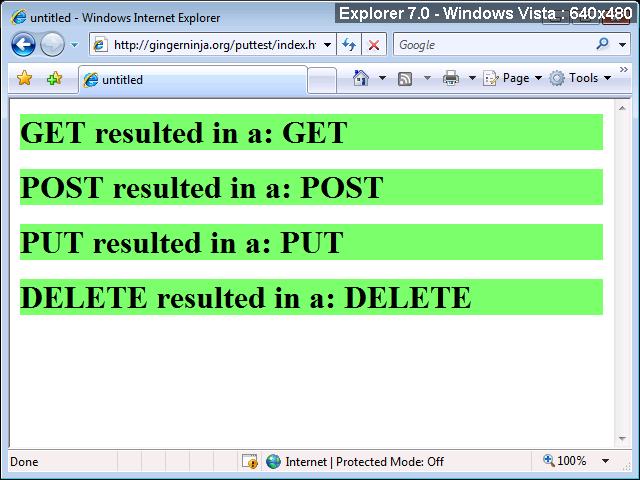 untitled - Windows Internet Explorer
Explorer 7.0 - Windows Vista : 640x480
http://gingerninja.org/puttest/index.h
Google
untitled
Page
Tools
GET resulted in a: GET
POST resulted in a: POST
PUT resulted in a: PUT
DELETE resulted in a: DELETE
Done
Internet | Protected Mode: Off
100%